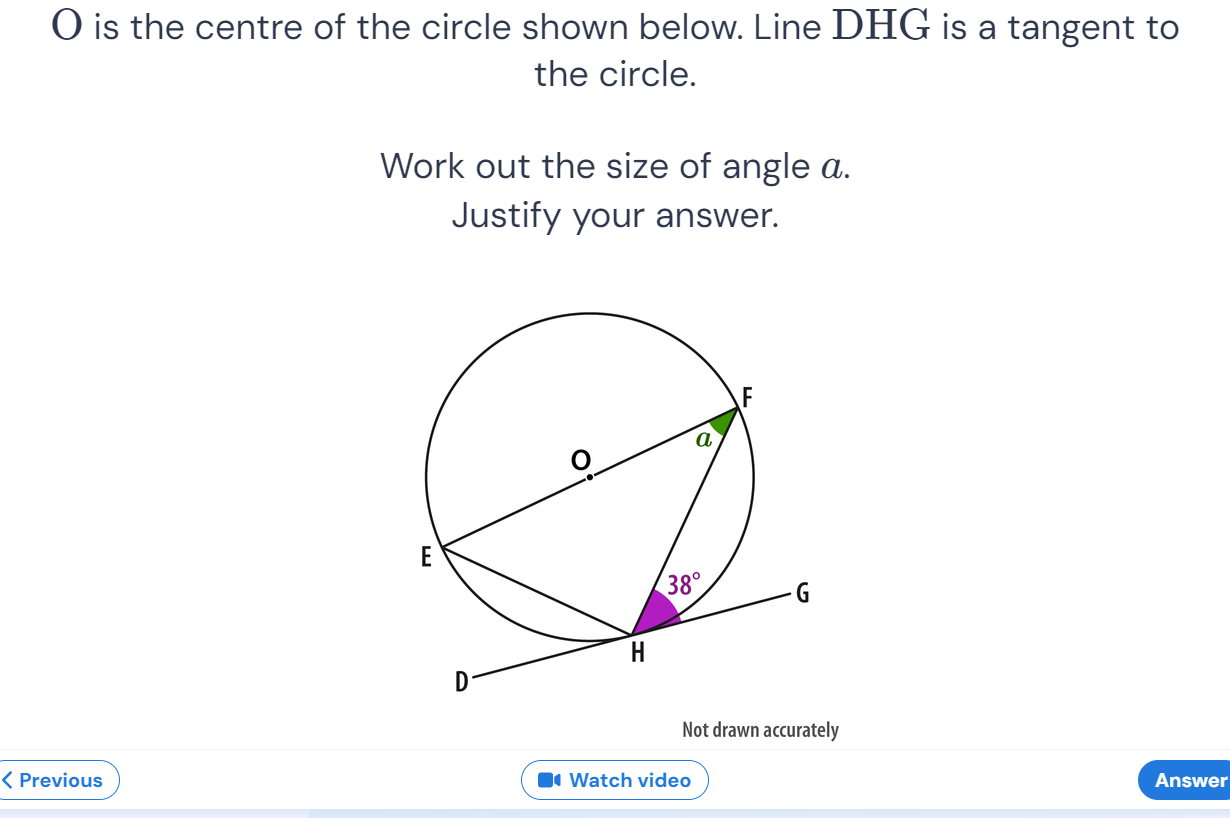 O is the centre of the circle shown below. Line DHG is a tangent to
the circle.
Work out the size of angle a.
Justify your answer.
F
a
O
E
38°
G
H
D
Not drawn accurately
Previous
Watch video
Answer